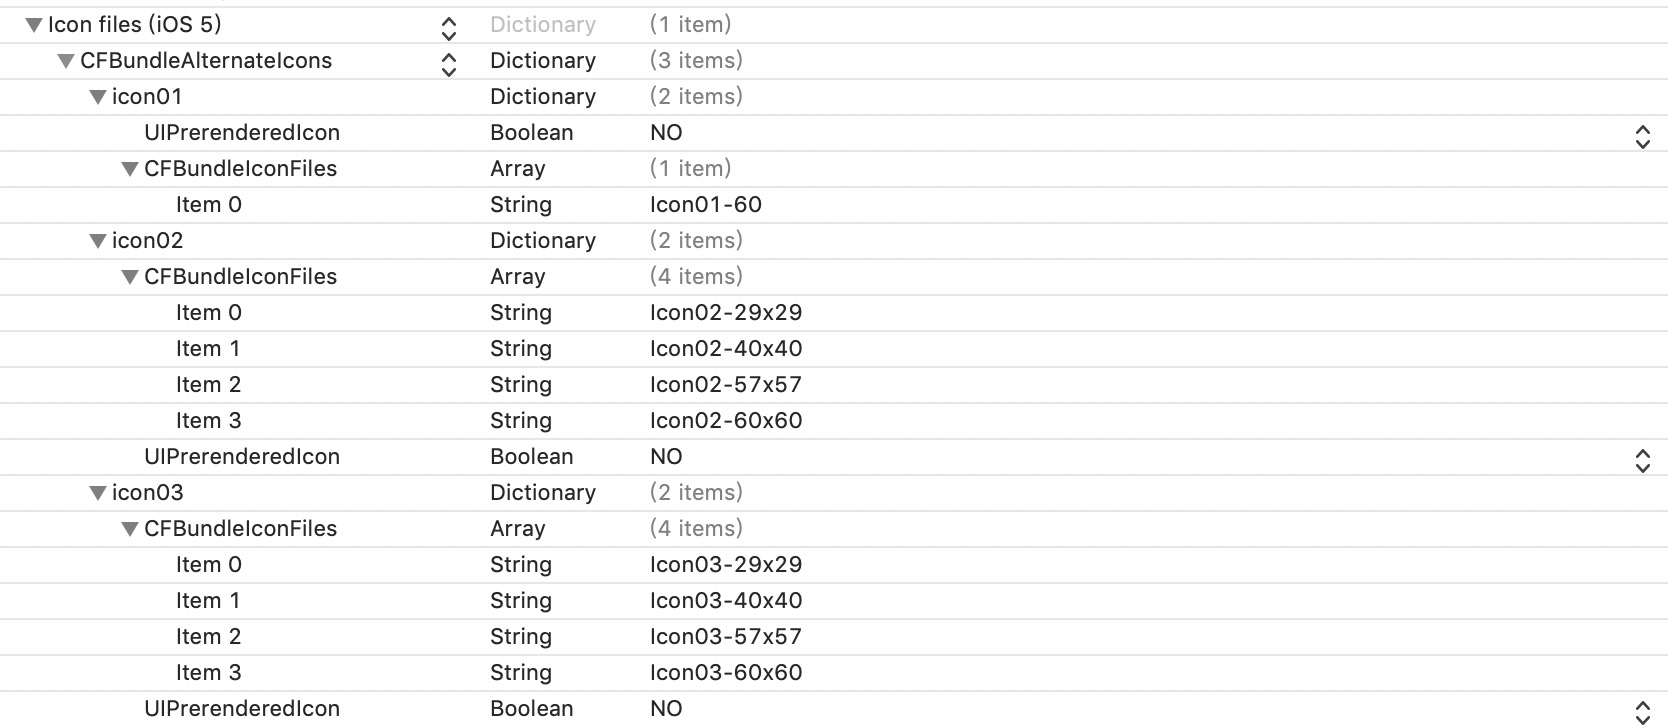 Icon files (iOS 5) Dictionary (1 item)
CFBundleAlternateIcons Dictionary (3 items)
icon01 Dictionary (2 items)
UIPrerenderedIcon Boolean NO
CFBundleIconFiles Array (1 item)
Item 0 String Icon01-60
icon02 Dictionary (2 items)
CFBundleIconFiles Array (4 items)
Item 0 String Icon02-29x29
Item 1 String Icon02-40x40
Item 2 String Icon02-57x57
Item 3 String Icon02-60x60
UIPrerenderedIcon Boolean NO
icon03 Dictionary (2 items)
CFBundleIconFiles Array (4 items)
Item 0 String Icon03-29x29
Item 1 String Icon03-40x40
Item 2 String Icon03-57x57
Item 3 String Icon03-60x60
UIPrerenderedIcon Boolean NO